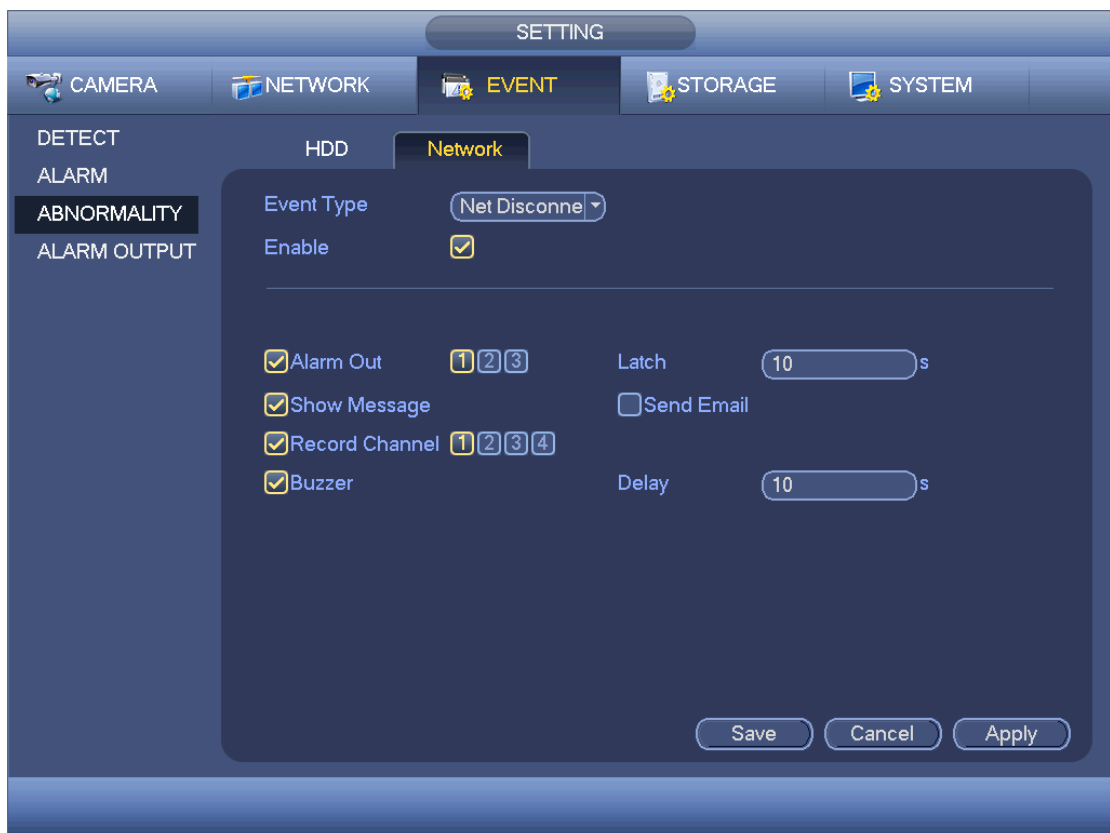 SETTING
CAMERA NETWORK EVENT STORAGE SYSTEM
DETECT
ALARM
ABNORMALITY
ALARM OUTPUT
HDD Network
Event Type Net Disconne
Enable
Alarm Out 1 2 3 Latch 10 s
Show Message Send Email
Record Channel 1 2 3 4
Buzzer Delay 10 s
Save Cancel Apply